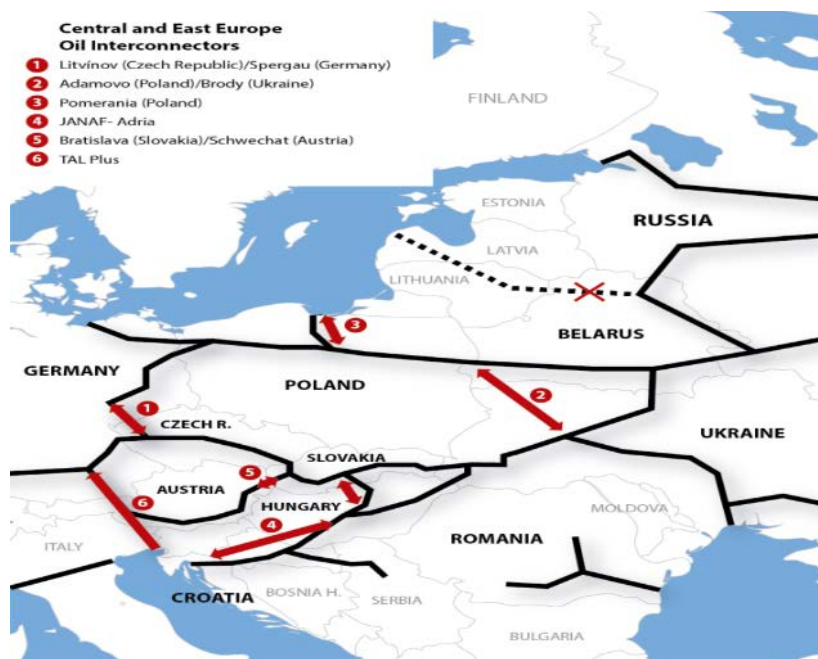 Central and East Europe
Oil Interconnectors
1 Litvínov (Czech Republic)/Spergau (Germany)
2 Adamovo (Poland)/Brody (Ukraine)
3 Pomerania (Poland)
4 JANAF- Adria
5 Bratislava (Slovakia)/Schwechat (Austria)
6 TAL Plus
FINLAND
ESTONIA
RUSSIA
LATVIA
LITHUANIA
3
BELARUS
GERMANY
POLAND
2
1
CZECH R.
UKRAINE
SLOVAKIA
5
AUSTRIA
6
HUNGARY
4
MOLDOVA
ITALY
ROMANIA
CROATIA
BOSNIA H.
SERBIA
BULGARIA